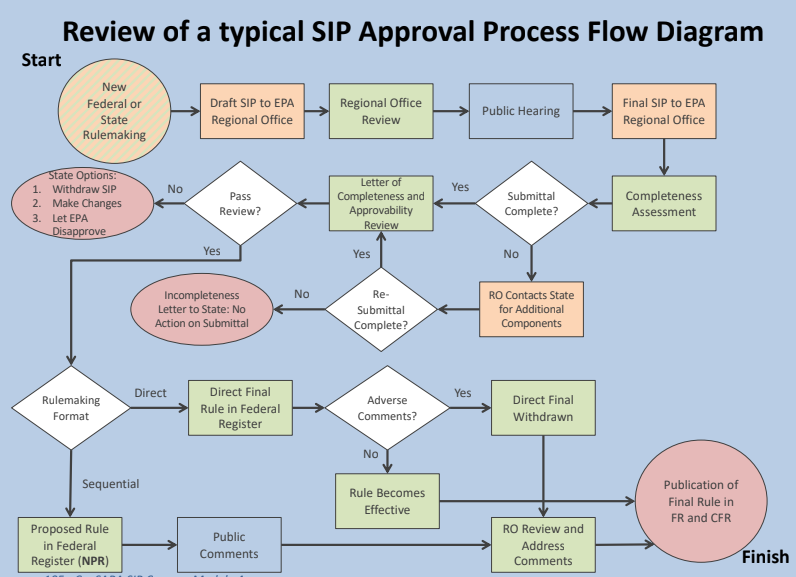 Review of a typical SIP Approval Process Flow Diagram
Start
New
Federal or
State
Rulemaking
Draft SIP to EPA
Regional Office
Regional Office
Review
Public Hearing
Final SIP to EPA
Regional Office
State Options:
1. Withdraw SIP
2. Make Changes
3. Let EPA
Disapprove
No
Pass
Review?
Letter of
Completeness and
Approvability
Review
Yes
Submittal
Complete?
Completeness
Assessment
Yes
Yes
No
Incompleteness
Letter to State: No
Action on Submittal
No
Re-
Submittal
Complete?
RO Contacts State
for Additional
Components
Rulemaking
Format
Direct
Direct Final
Rule in Federal
Register
Adverse
Comments?
Yes
Direct Final
Withdrawn
No
Sequential
Rule Becomes
Effective
Publication of
Final Rule in
FR and CFR
Proposed Rule
in Federal
Register (NPR)
Public
Comments
RO Review and
Address
Comments
Finish